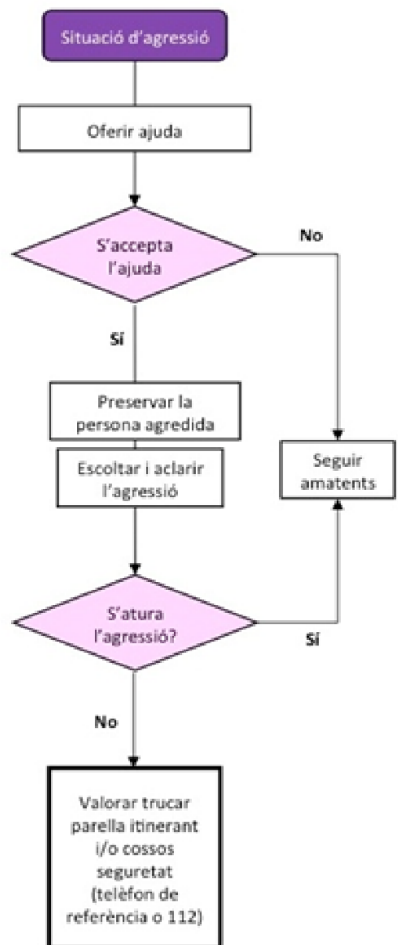 Situació d'agressió
Oferir ajuda
S'accepta
l'ajuda
No
Sí
Preservar la
persona agredida
Escoltar i aclarir
l'agressió
Seguir
amatents
S'atura
l'agressió?
Sí
No
Valorar trucar
parella itinerant
i/o cossos
seguretat
(telèfon de
referència o 112)